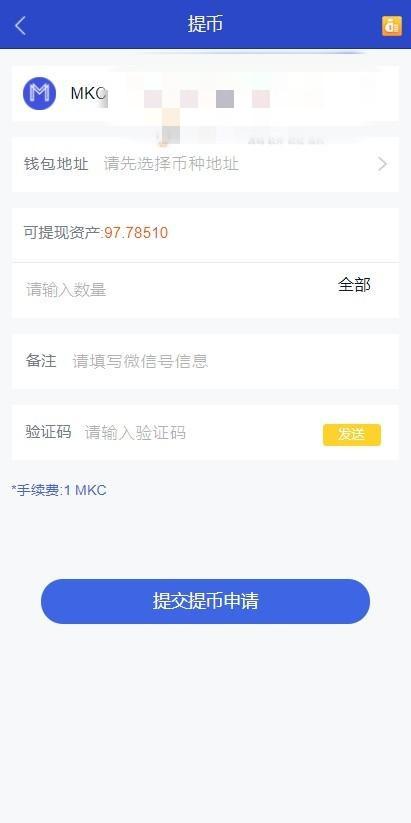 提币
MKC
钱包地址 请先选择币种地址
可提现资产:97.78510
请输入数量 全部
备注 请填写微信号信息
验证码 请输入验证码 发送
*手续费:1 MKC
提交提币申请